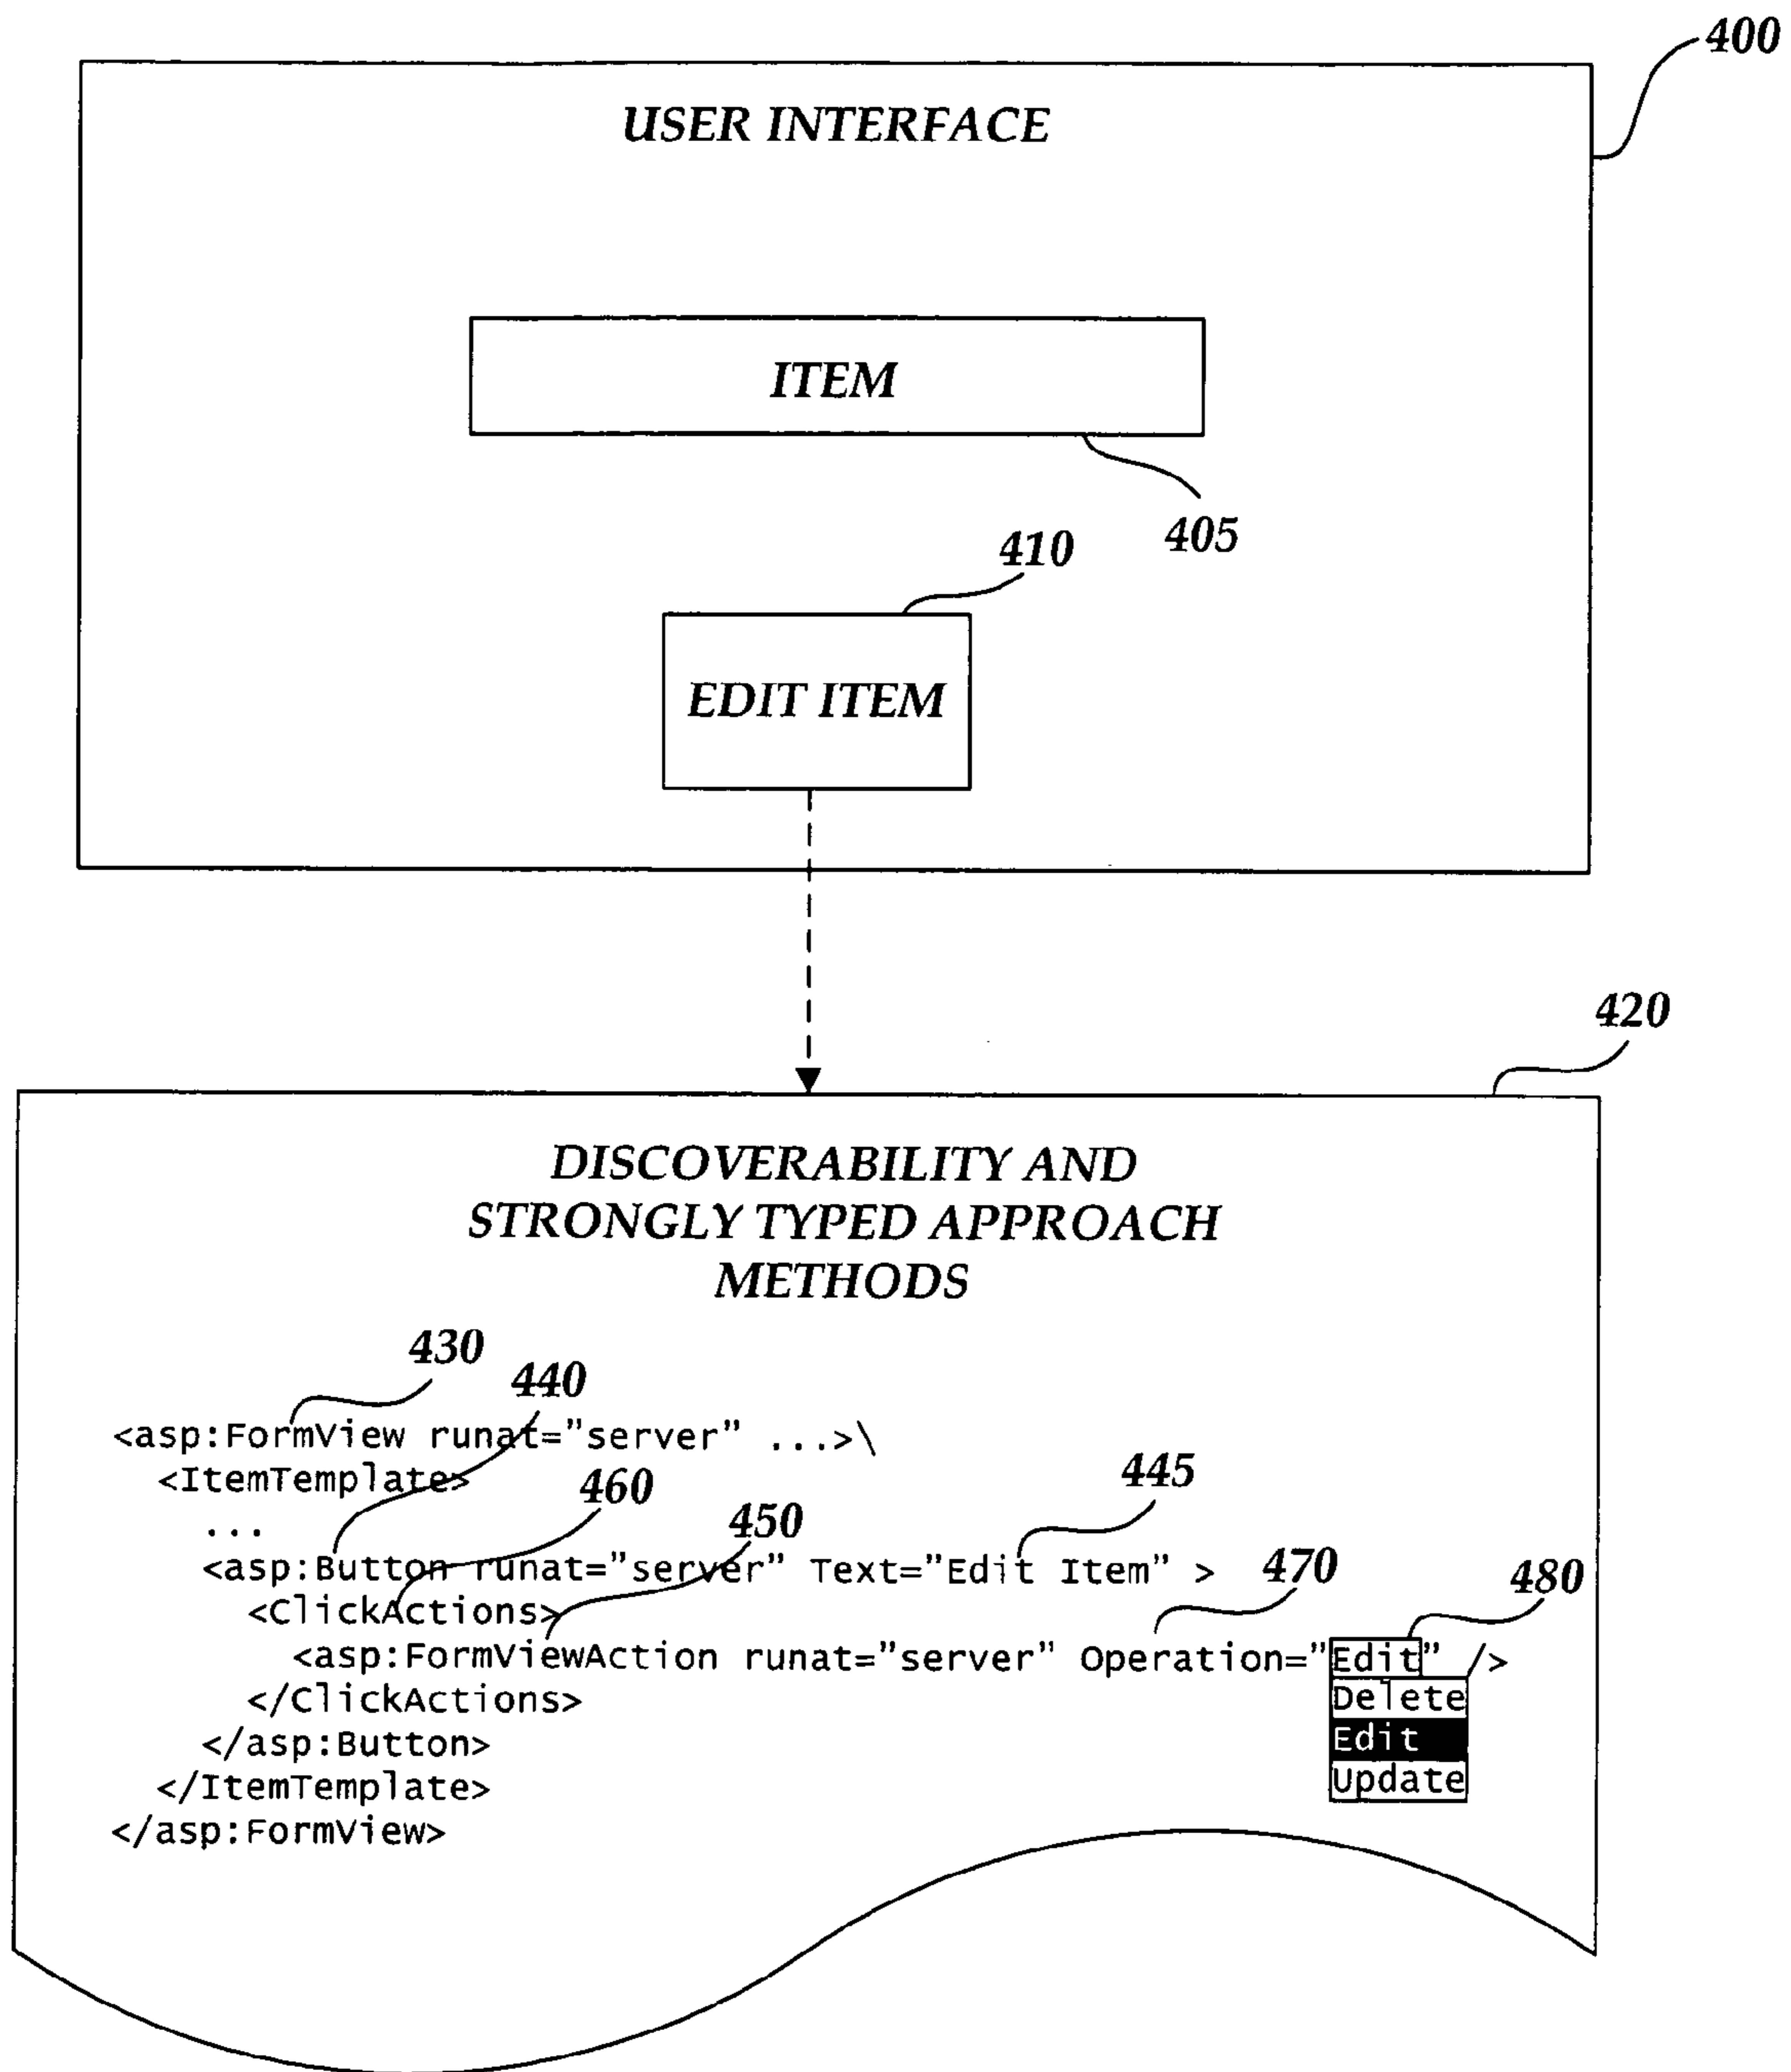 400
USER INTERFACE
ITEM
405
410
EDIT ITEM
420
DISCOVERABILITY AND
STRONGLY TYPED APPROACH
METHODS
430
440
<asp:FormView runat="server" ...>\
<ItemTemplate>
460
445
...
450
<asp:Button runat="server" Text="Edit Item" >
470
480
<ClickActions>
<asp:FormViewAction runat="server" Operation="Edit" />
Delete
Edit
Update
</ClickActions>
</asp:Button>
</ItemTemplate>
</asp:FormView>